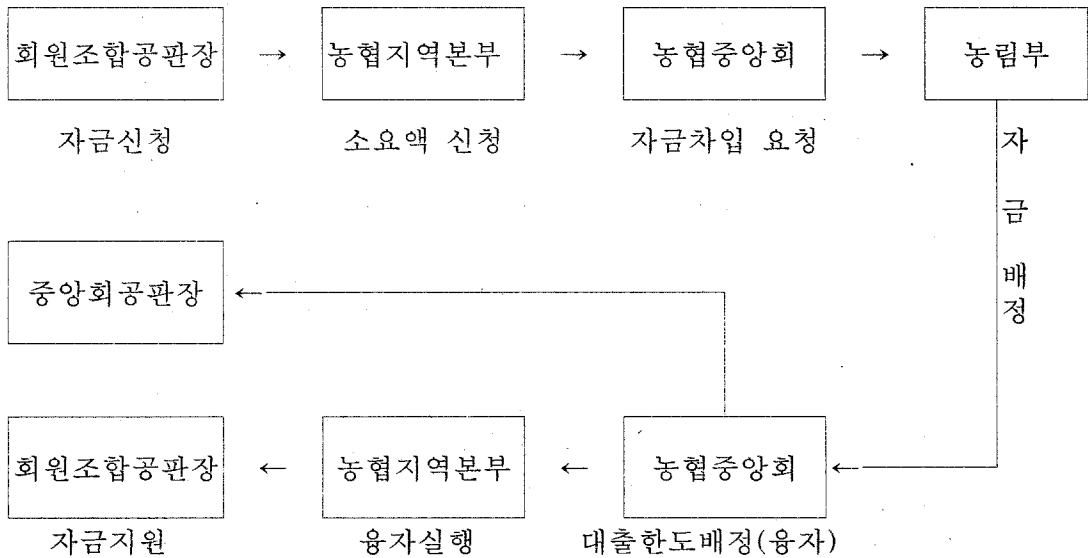 회원조합공판장 → 농협지역본부 → 농협중앙회 → 농림부
자금신청 소요액 신청 자금차입 요청
자금배정
중앙회공판장 ←
회원조합공판장 ← 농협지역본부 ← 농협중앙회 ←
자금지원 융자실행 대출한도배정(융자)